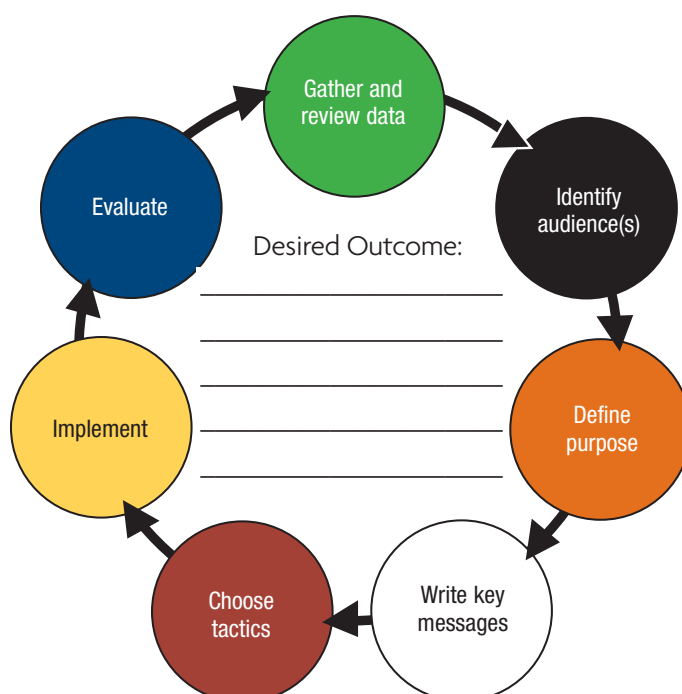 Gather and
review data
Identify
audience(s)
Define
purpose
Write key
messages
Choose
tactics
Implement
Evaluate
Desired Outcome: